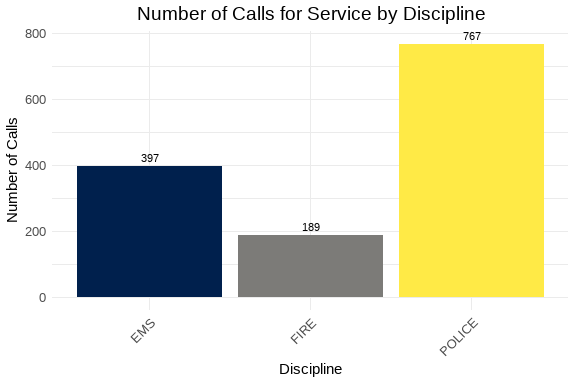 Number of Calls for Service by Discipline
Number of Calls
800
600
400
200
0
397
189
767
EMS
FIRE
POLICE
Discipline